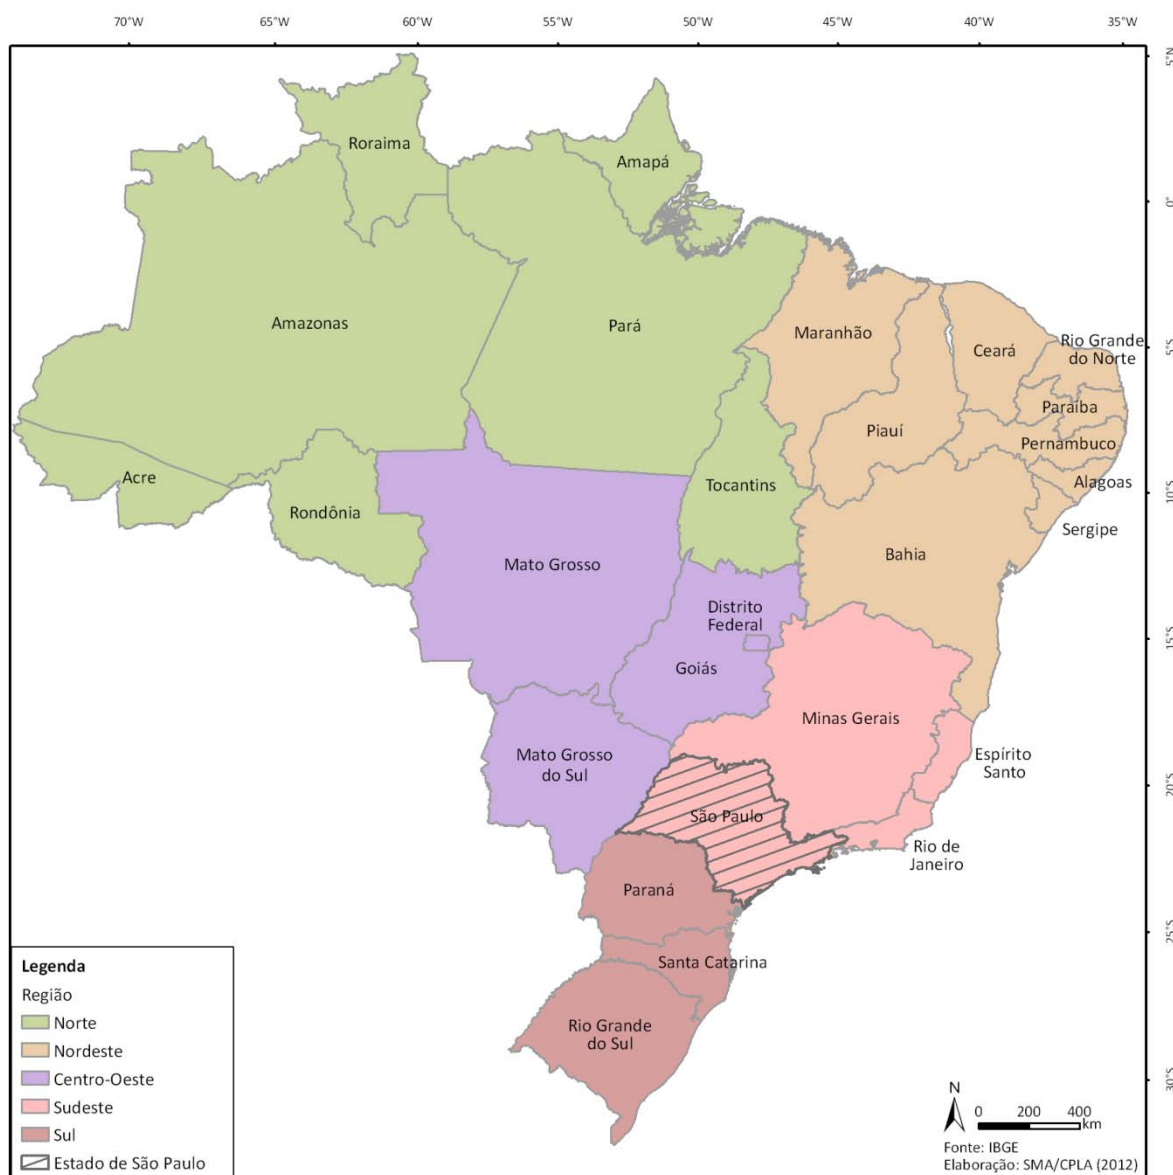 70°W 65°W 60°W 55°W 50°W 45°W 40°W 35°W
5°N
0°
5°S
10°S
15°S
20°S
25°S
30°S
Roraima
Amapá
Amazonas
Pará
Maranhão
Ceará
Rio Grande
do Norte
Paraíba
Piauí
Pernambuco
Acre
Tocantins
Alagoas
Rondônia
Sergipe
Bahia
Mato Grosso
Distrito
Federal
Goiás
Minas Gerais
Mato Grosso
do Sul
Espírito
Santo
São Paulo
Rio de
Janeiro
Paraná
Santa Catarina
Rio Grande
do Sul
Legenda
Região
Norte
Nordeste
Centro-Oeste
Sudeste
Sul
Estado de São Paulo
N
0 200 400
km
Fonte: IBGE
Elaboração: SMA/CPLA (2012)